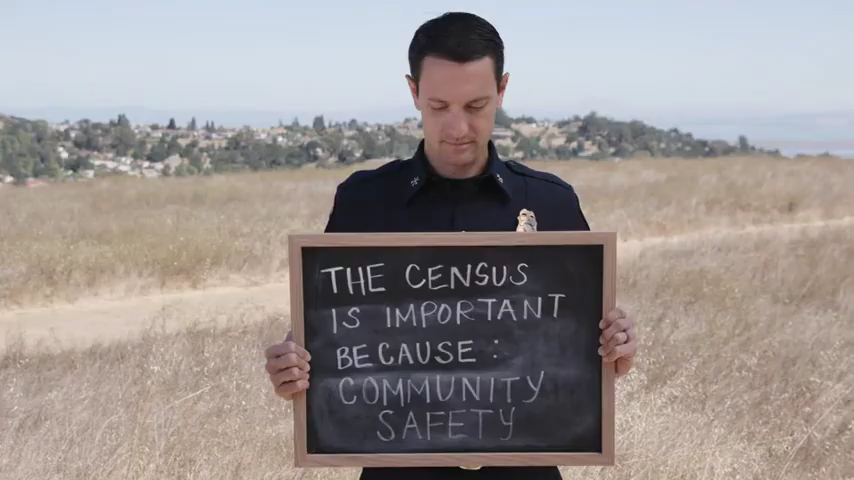 THE CENSUS
IS IMPORTANT
BECAUSE:
COMMUNITY
SAFETY